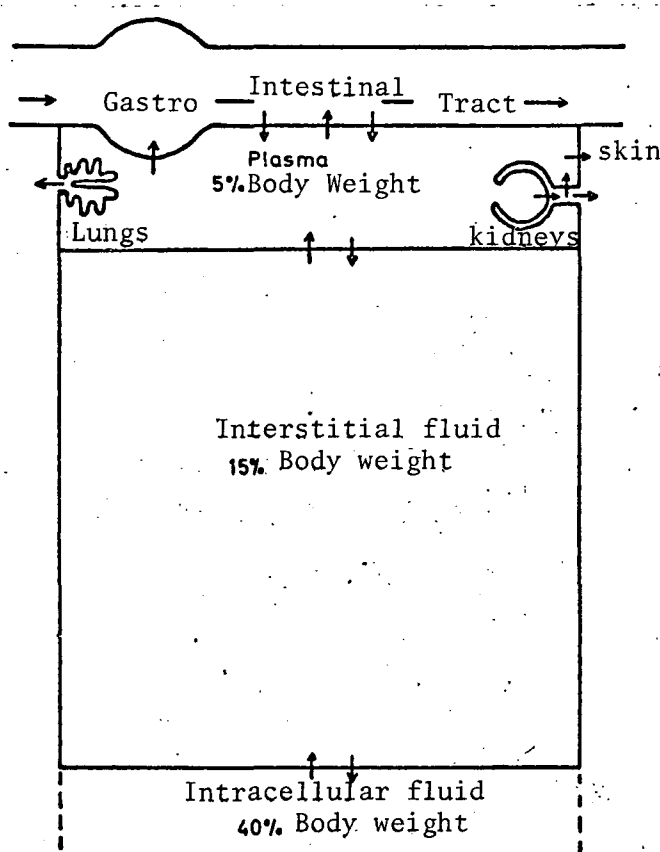 Intestinal
Gastro
Tract
Plasma
skin
5% Body Weight
Lungs
kidneys
Interstitial fluid
15% Body weight
Intracellular fluid
40% Body weight